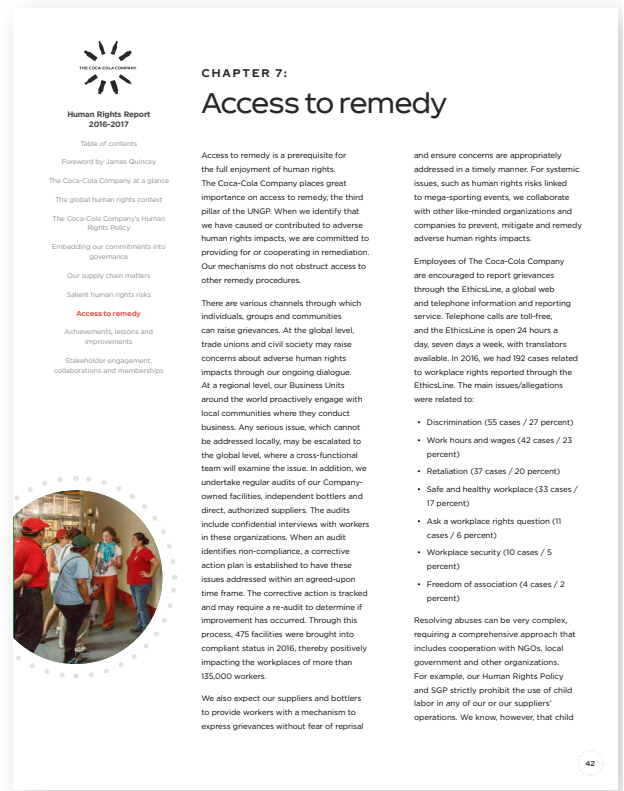 THE COCA-COLA COMPANY
Human Rights Report
2016-2017
Table of contents
Foreword by James Quincey
The Coca-Cola Company at a glance
The global human rights context
The Coca-Cola Company's Human
Rights Policy
Embedding our commitments into
governance
Our supply chain matters
Salient human rights risks
Access to remedy
Achievements, lessons and
improvements
Stakeholder engagement,
collaborations and memberships
CHAPTER 7:
Access to remedy
Access to remedy is a prerequisite for
the full enjoyment of human rights.
The Coca-Cola Company places great
importance on access to remedy, the third
pillar of the UNGP. When we identify that
we have caused or contributed to adverse
human rights impacts, we are committed to
providing for or cooperating in remediation.
Our mechanisms do not obstruct access to
other remedy procedures.
There are various channels through which
individuals, groups and communities
can raise grievances. At the global level,
trade unions and civil society may raise
concerns about adverse human rights
impacts through our ongoing dialogue.
At a regional level, our Business Units
around the world proactively engage with
local communities where they conduct
business. Any serious issue, which cannot
be addressed locally, may be escalated to
the global level, where a cross-functional
team will examine the issue. In addition, we
undertake regular audits of our Company-
owned facilities, independent bottlers and
direct, authorized suppliers. The audits
include confidential interviews with workers
in these organizations. When an audit
identifies non-compliance, a corrective
action plan is established to have these
issues addressed within an agreed-upon
time frame. The corrective action is tracked
and may require a re-audit to determine if
improvement has occurred. Through this
process, 475 facilities were brought into
compliant status in 2016, thereby positively
impacting the workplaces of more than
135,000 workers.
We also expect our suppliers and bottlers
to provide workers with a mechanism to
express grievances without fear of reprisal
and ensure concerns are appropriately
addressed in a timely manner. For systemic
issues, such as human rights risks linked
to mega-sporting events, we collaborate
with other like-minded organizations and
companies to prevent, mitigate and remedy
adverse human rights impacts.
Employees of The Coca-Cola Company
are encouraged to report grievances
through the EthicsLine, a global web
and telephone information and reporting
service. Telephone calls are toll-free,
and the EthicsLine is open 24 hours a
day, seven days a week, with translators
available. In 2016, we had 192 cases related
to workplace rights reported through the
EthicsLine. The main issues/allegations
were related to:
• Discrimination (55 cases / 27 percent)
• Work hours and wages (42 cases / 23
percent)
• Retaliation (37 cases / 20 percent)
• Safe and healthy workplace (33 cases /
17 percent)
• Ask a workplace rights question (11
cases / 6 percent)
• Workplace security (10 cases / 5
percent)
• Freedom of association (4 cases / 2
percent)
Resolving abuses can be very complex,
requiring a comprehensive approach that
includes cooperation with NGOs, local
government and other organizations.
For example, our Human Rights Policy
and SGP strictly prohibit the use of child
labor in any of our or our suppliers'
operations. We know, however, that child
42